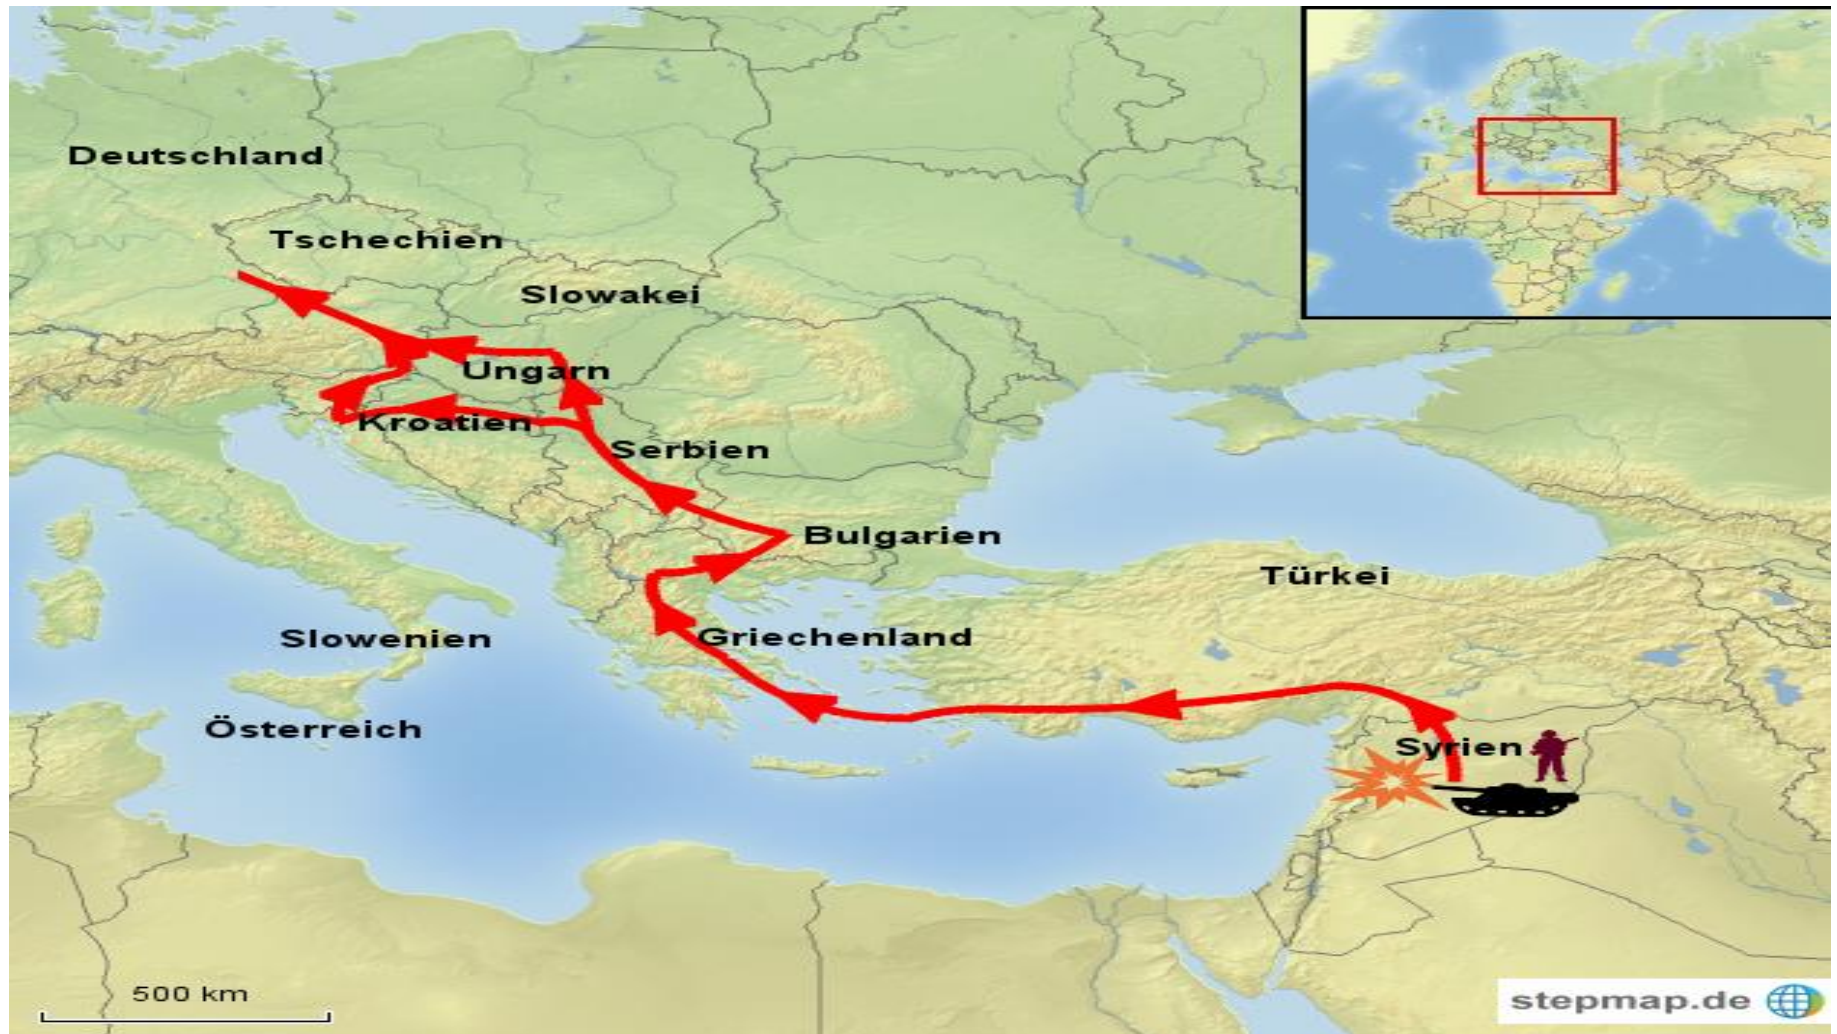 Deutschland
Tschechien
Slowakei
Ungarn
Kroatien
Serbien
Bulgarien
Türkei
Slowenien
Griechenland
Österreich
Syrien
500 km
stepmap.de